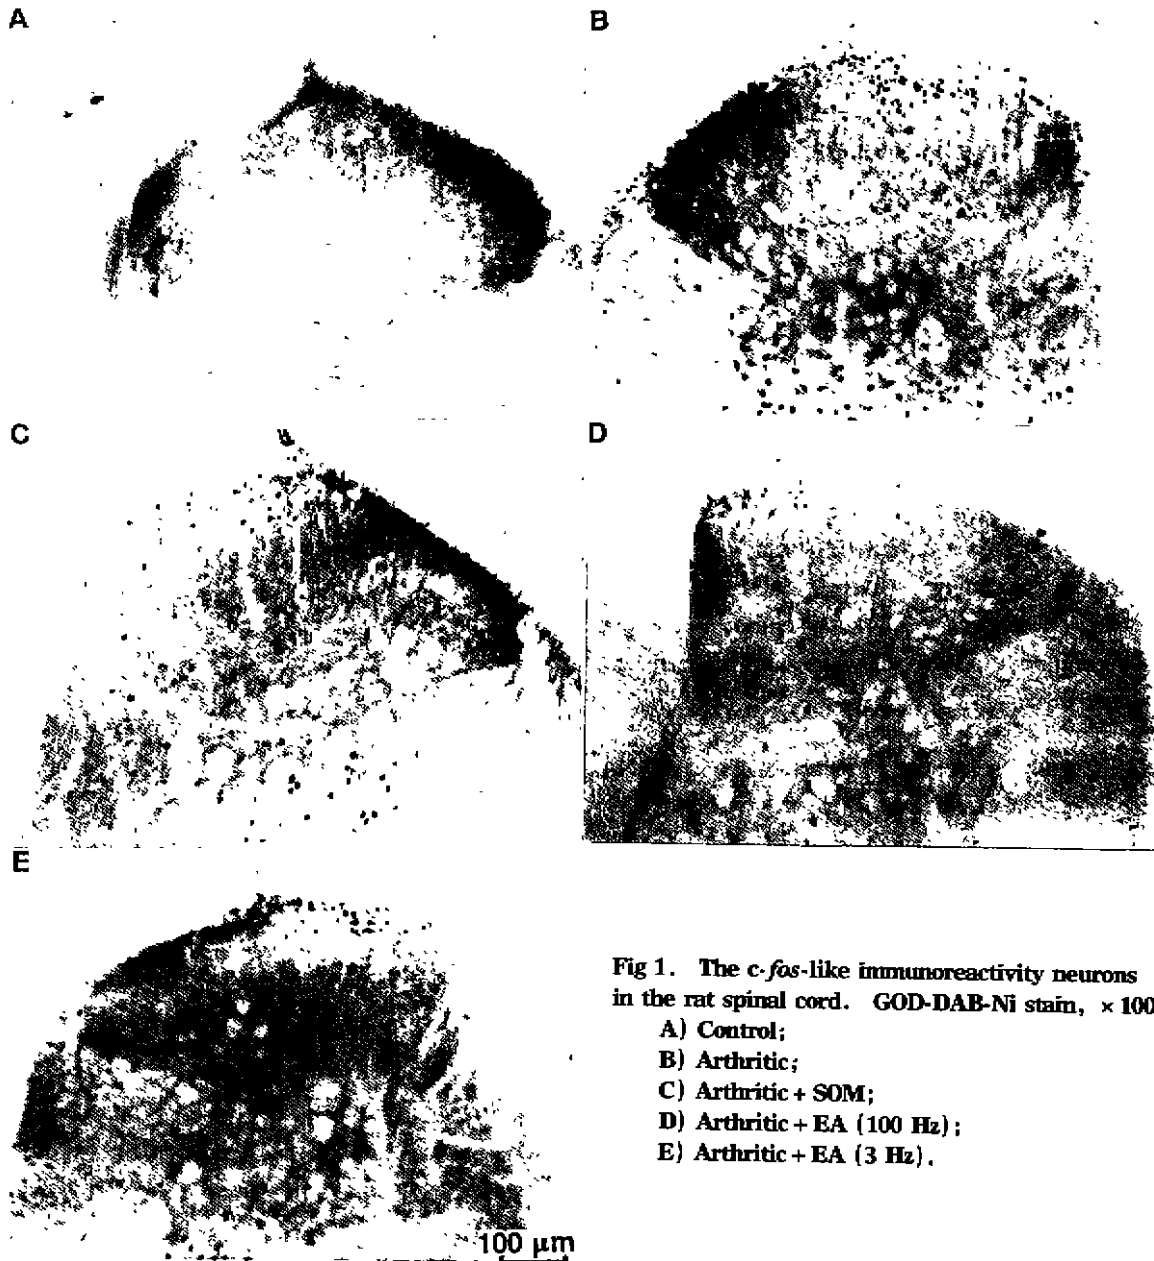 A
B
C
D
E
100 μm
Fig 1. The c-fos-like immunoreactivity neurons
in the rat spinal cord. GOD-DAB-Ni stain, × 100
A) Control;
B) Arthritic;
C) Arthritic + SOM;
D) Arthritic + EA (100 Hz);
E) Arthritic + EA (3 Hz).